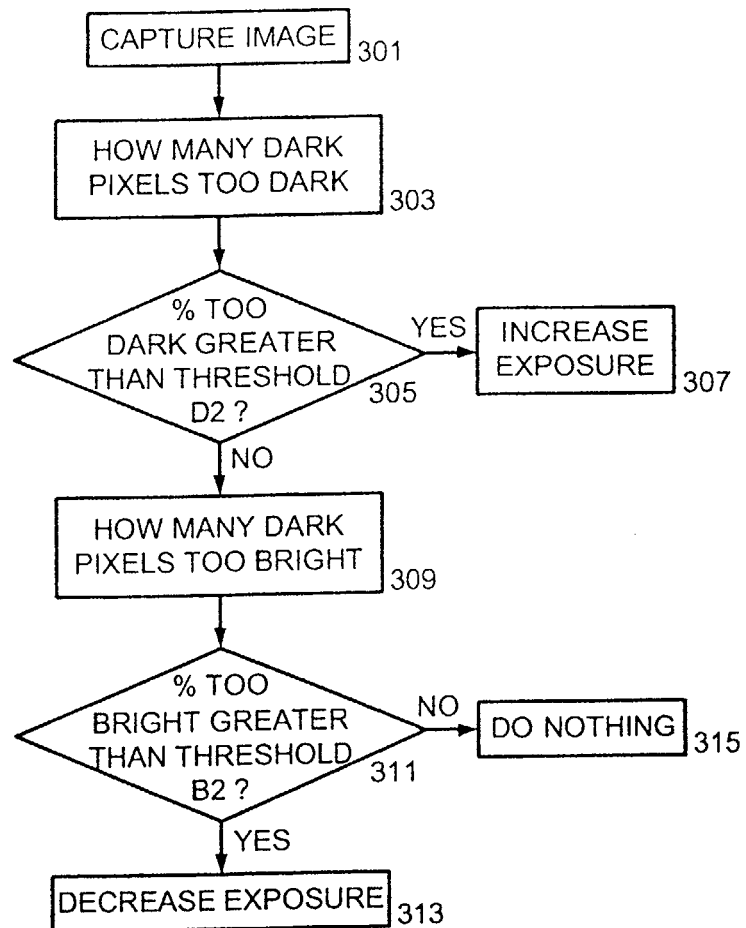 CAPTURE IMAGE
301
HOW MANY DARK
PIXELS TOO DARK
303
% TOO
DARK GREATER
THAN THRESHOLD
D2 ?
305
YES
INCREASE
EXPOSURE
307
NO
HOW MANY DARK
PIXELS TOO BRIGHT
309
% TOO
BRIGHT GREATER
THAN THRESHOLD
B2 ?
311
NO
DO NOTHING
315
YES
DECREASE EXPOSURE
313